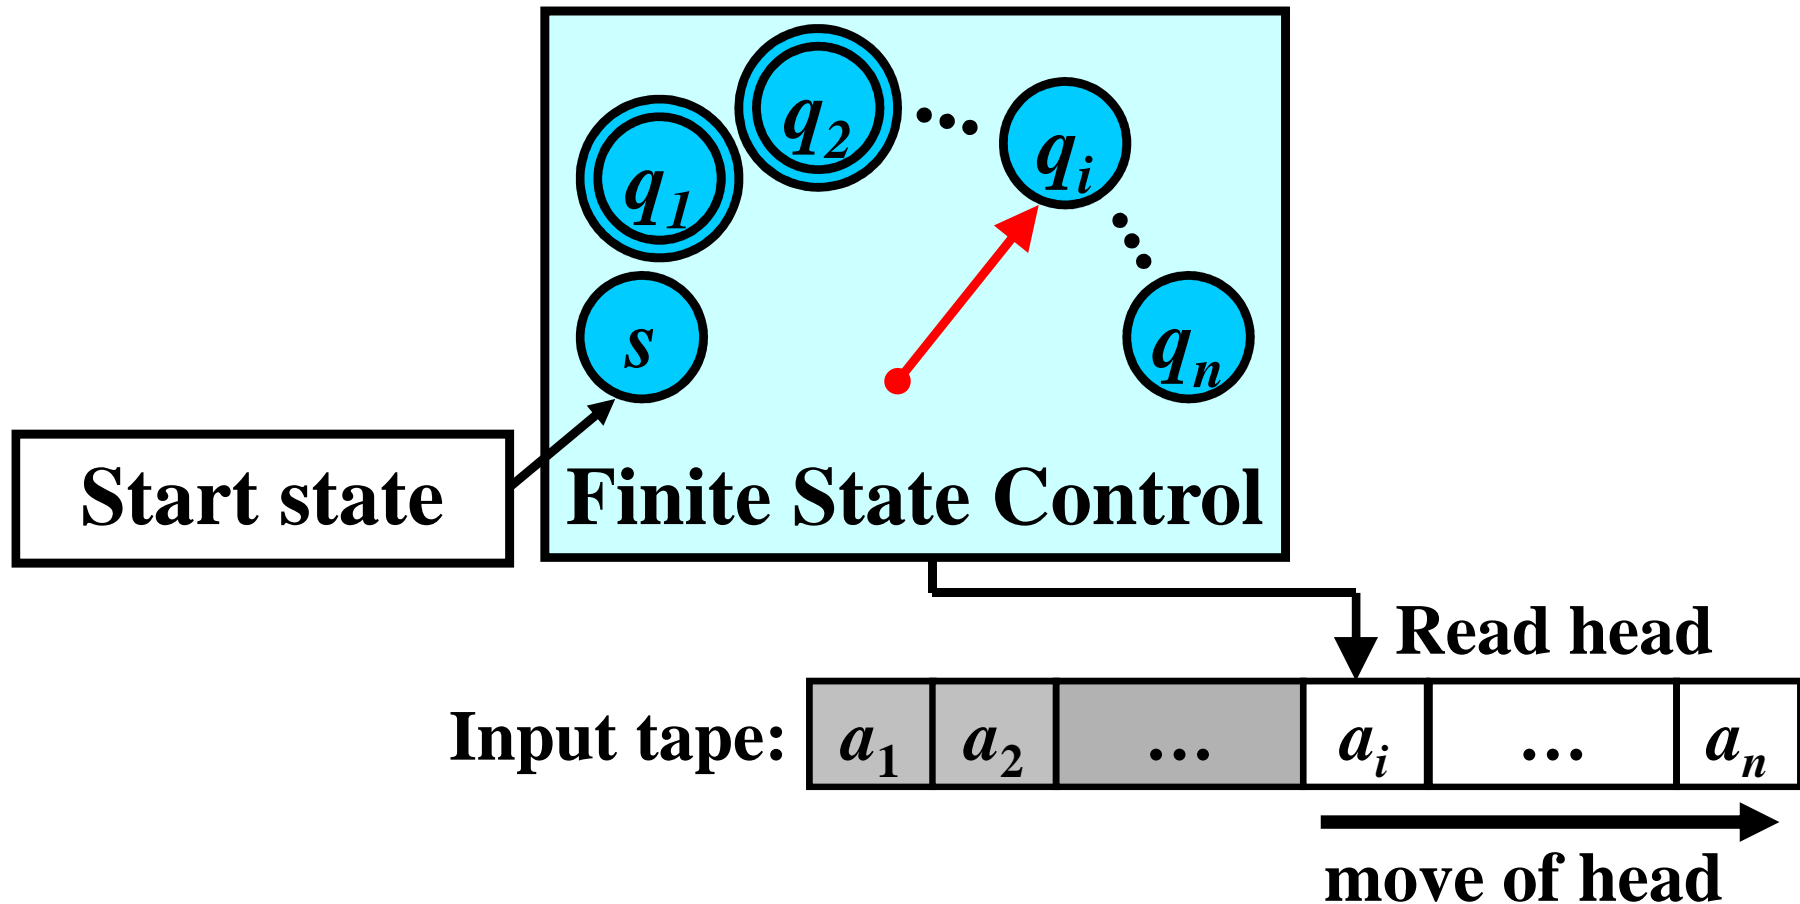 q1
q2
qi
s
qn
Start state
Finite State Control
Read head
Input tape: a1 a2 … ai … an
move of head